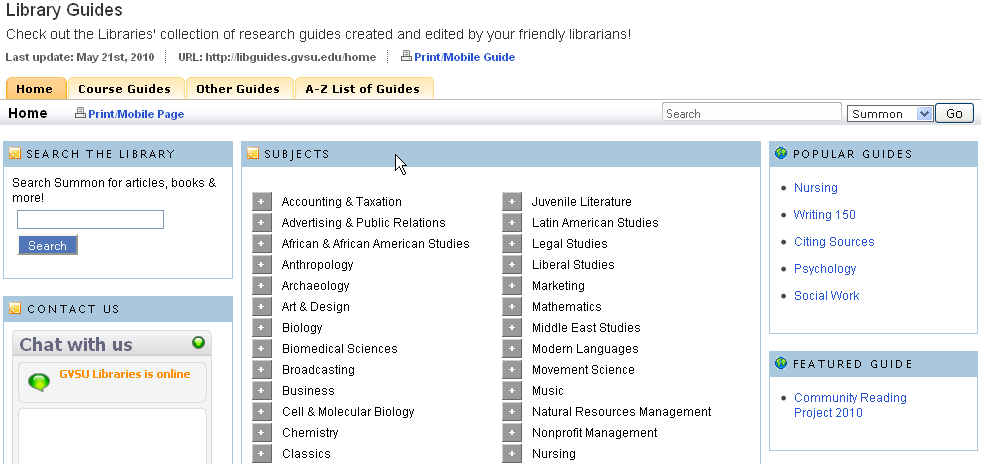 Library Guides
Check out the Libraries' collection of research guides created and edited by your friendly librarians!
Last update: May 21st, 2010 URL: http://libguides.gvsu.edu/home Print/Mobile Guide
Home Course Guides Other Guides A-Z List of Guides
Home Print/Mobile Page Search Summon Go
SEARCH THE LIBRARY
Search Summon for articles, books &
more!
Search
CONTACT US
Chat with us
GVSU Libraries is online
SUBJECTS
Accounting & Taxation
Advertising & Public Relations
African & African American Studies
Anthropology
Archaeology
Art & Design
Biology
Biomedical Sciences
Broadcasting
Business
Cell & Molecular Biology
Chemistry
Classics
Juvenile Literature
Latin American Studies
Legal Studies
Liberal Studies
Marketing
Mathematics
Middle East Studies
Modern Languages
Movement Science
Music
Natural Resources Management
Nonprofit Management
Nursing
POPULAR GUIDES
Nursing
Writing 150
Citing Sources
Psychology
Social Work
FEATURED GUIDE
Community Reading
Project 2010